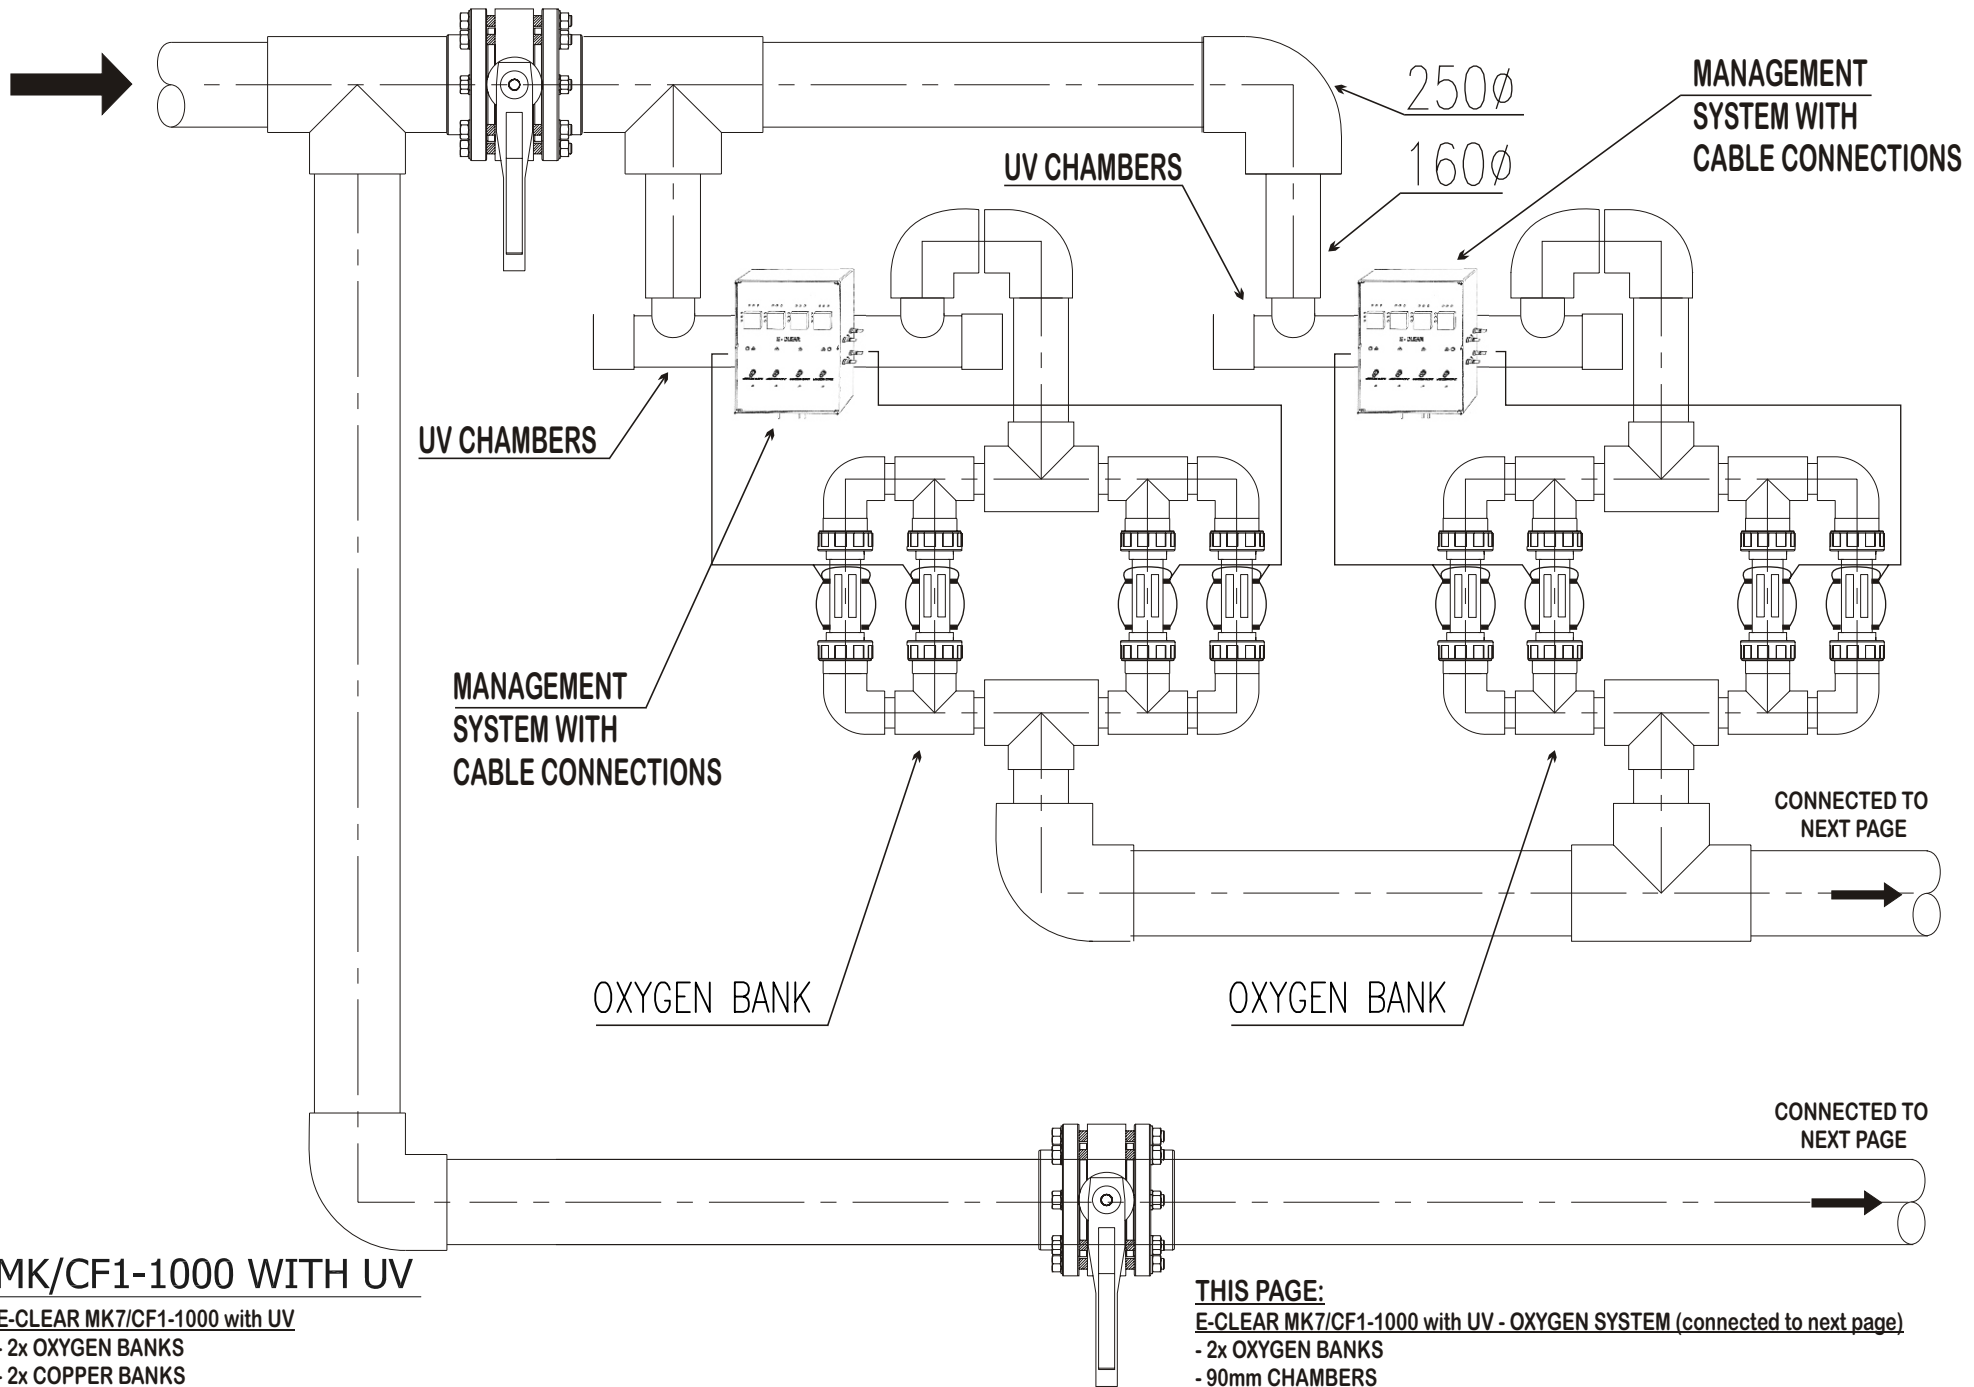 250ø
160ø
MANAGEMENT
SYSTEM WITH
CABLE CONNECTIONS
UV CHAMBERS
E-CLEAR
E-CLEAR
UV CHAMBERS
MANAGEMENT
SYSTEM WITH
CABLE CONNECTIONS
CONNECTED TO
NEXT PAGE
OXYGEN BANK
OXYGEN BANK
CONNECTED TO
NEXT PAGE
MK/CF1-1000 WITH UV
E-CLEAR MK7/CF1-1000 with UV
- 2x OXYGEN BANKS
- 2x COPPER BANKS
THIS PAGE:
E-CLEAR MK7/CF1-1000 with UV - OXYGEN SYSTEM (connected to next page)
- 2x OXYGEN BANKS
- 90mm CHAMBERS